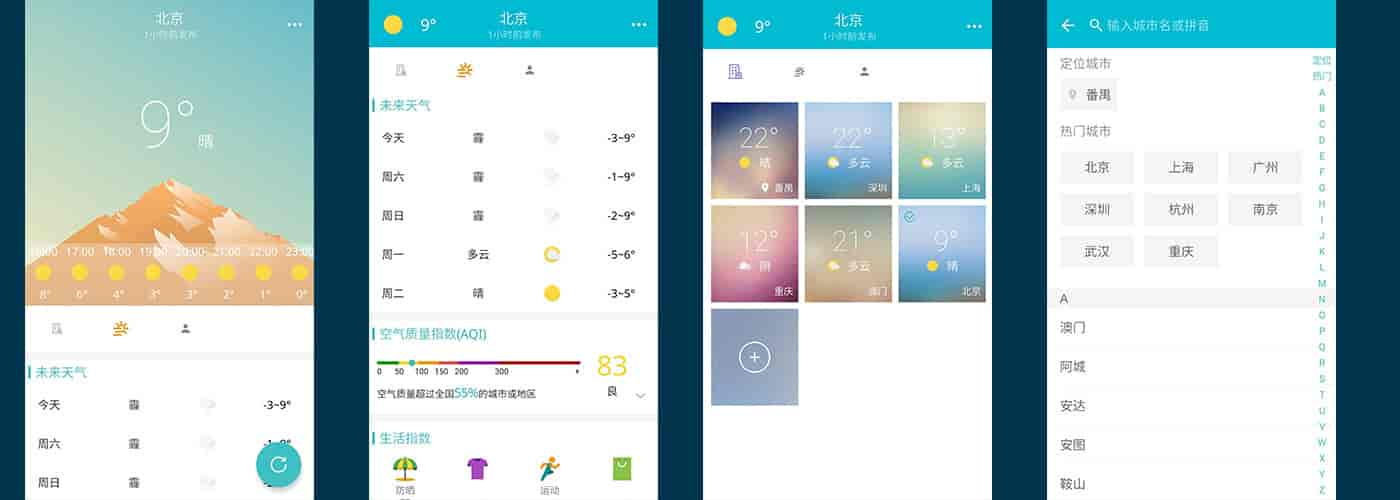 北京
1小时前发布
9°
晴
16:00 17:00 18:00 19:00 20:00 21:00 22:00 23:00
8° 6° 4° 3° 3° 2° 1° 0°
未来天气
今天 霾 -3~9°
周六 霾 -1~9°
周日 霾
9°
北京
1小时前发布
未来天气
今天 霾 -3~9°
周六 霾 -1~9°
周日 霾 -2~9°
周一 多云 -5~6°
周二 晴 -3~5°
空气质量指数(AQI)
0 50 100 150 200 300
83
空气质量超过全国55%的城市或地区
良
生活指数
防晒 运动
9°
北京
1小时前发布
22° 22° 13°
晴 多云 多云
番禺 深圳 上海
12° 21° 9°
阴 多云 晴
重庆 澳门 北京
输入城市名或拼音
定位城市
番禺
热门城市
北京 上海 广州
深圳 杭州 南京
武汉 重庆
A
澳门
阿城
安达
安图
鞍山
定位
热门
A
B
C
D
E
F
G
H
I
J
K
L
M
N
O
P
Q
R
S
T
U
V
W
X
Y
Z